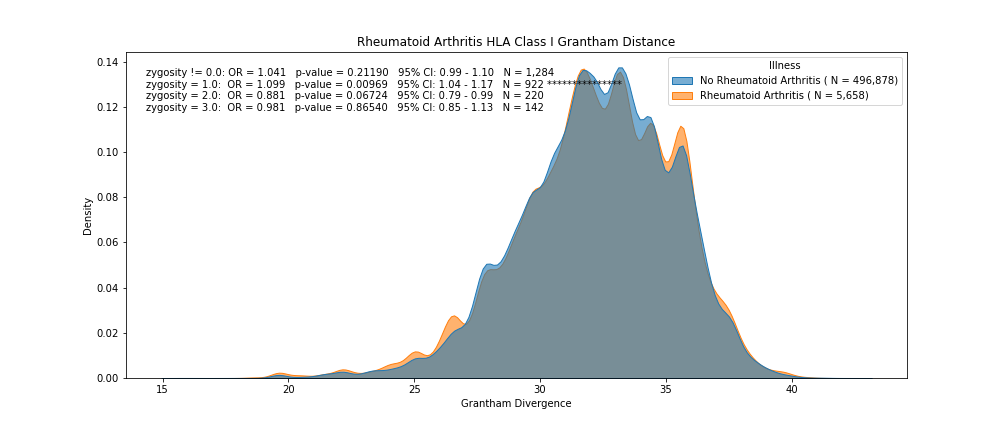 Rheumatoid Arthritis HLA Class I Grantham Distance
zygosity != 0.0: OR = 1.041 p-value = 0.21190 95% CI: 0.99 - 1.10 N = 1,284
zygosity = 1.0: OR = 1.099 p-value = 0.00969 95% CI: 1.04 - 1.17 N = 922 ***************
zygosity = 2.0: OR = 0.881 p-value = 0.06724 95% CI: 0.79 - 0.99 N = 220
zygosity = 3.0: OR = 0.981 p-value = 0.86540 95% CI: 0.85 - 1.13 N = 142
Illness
No Rheumatoid Arthritis ( N = 496,878)
Rheumatoid Arthritis ( N = 5,658)
Density
0.14
0.12
0.10
0.08
0.06
0.04
0.02
0.00
15 20 25 30 35 40
Grantham Divergence